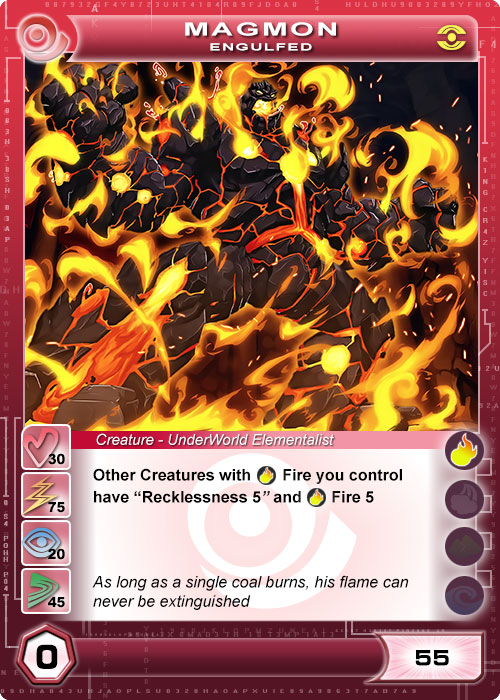 MAGMON
ENGULFED
Creature - UnderWorld Elementalist
30
75
20
45
Other Creatures with Fire you control
have “Recklessness 5” and Fire 5
As long as a single coal burns, his flame can
never be extinguished
0
55